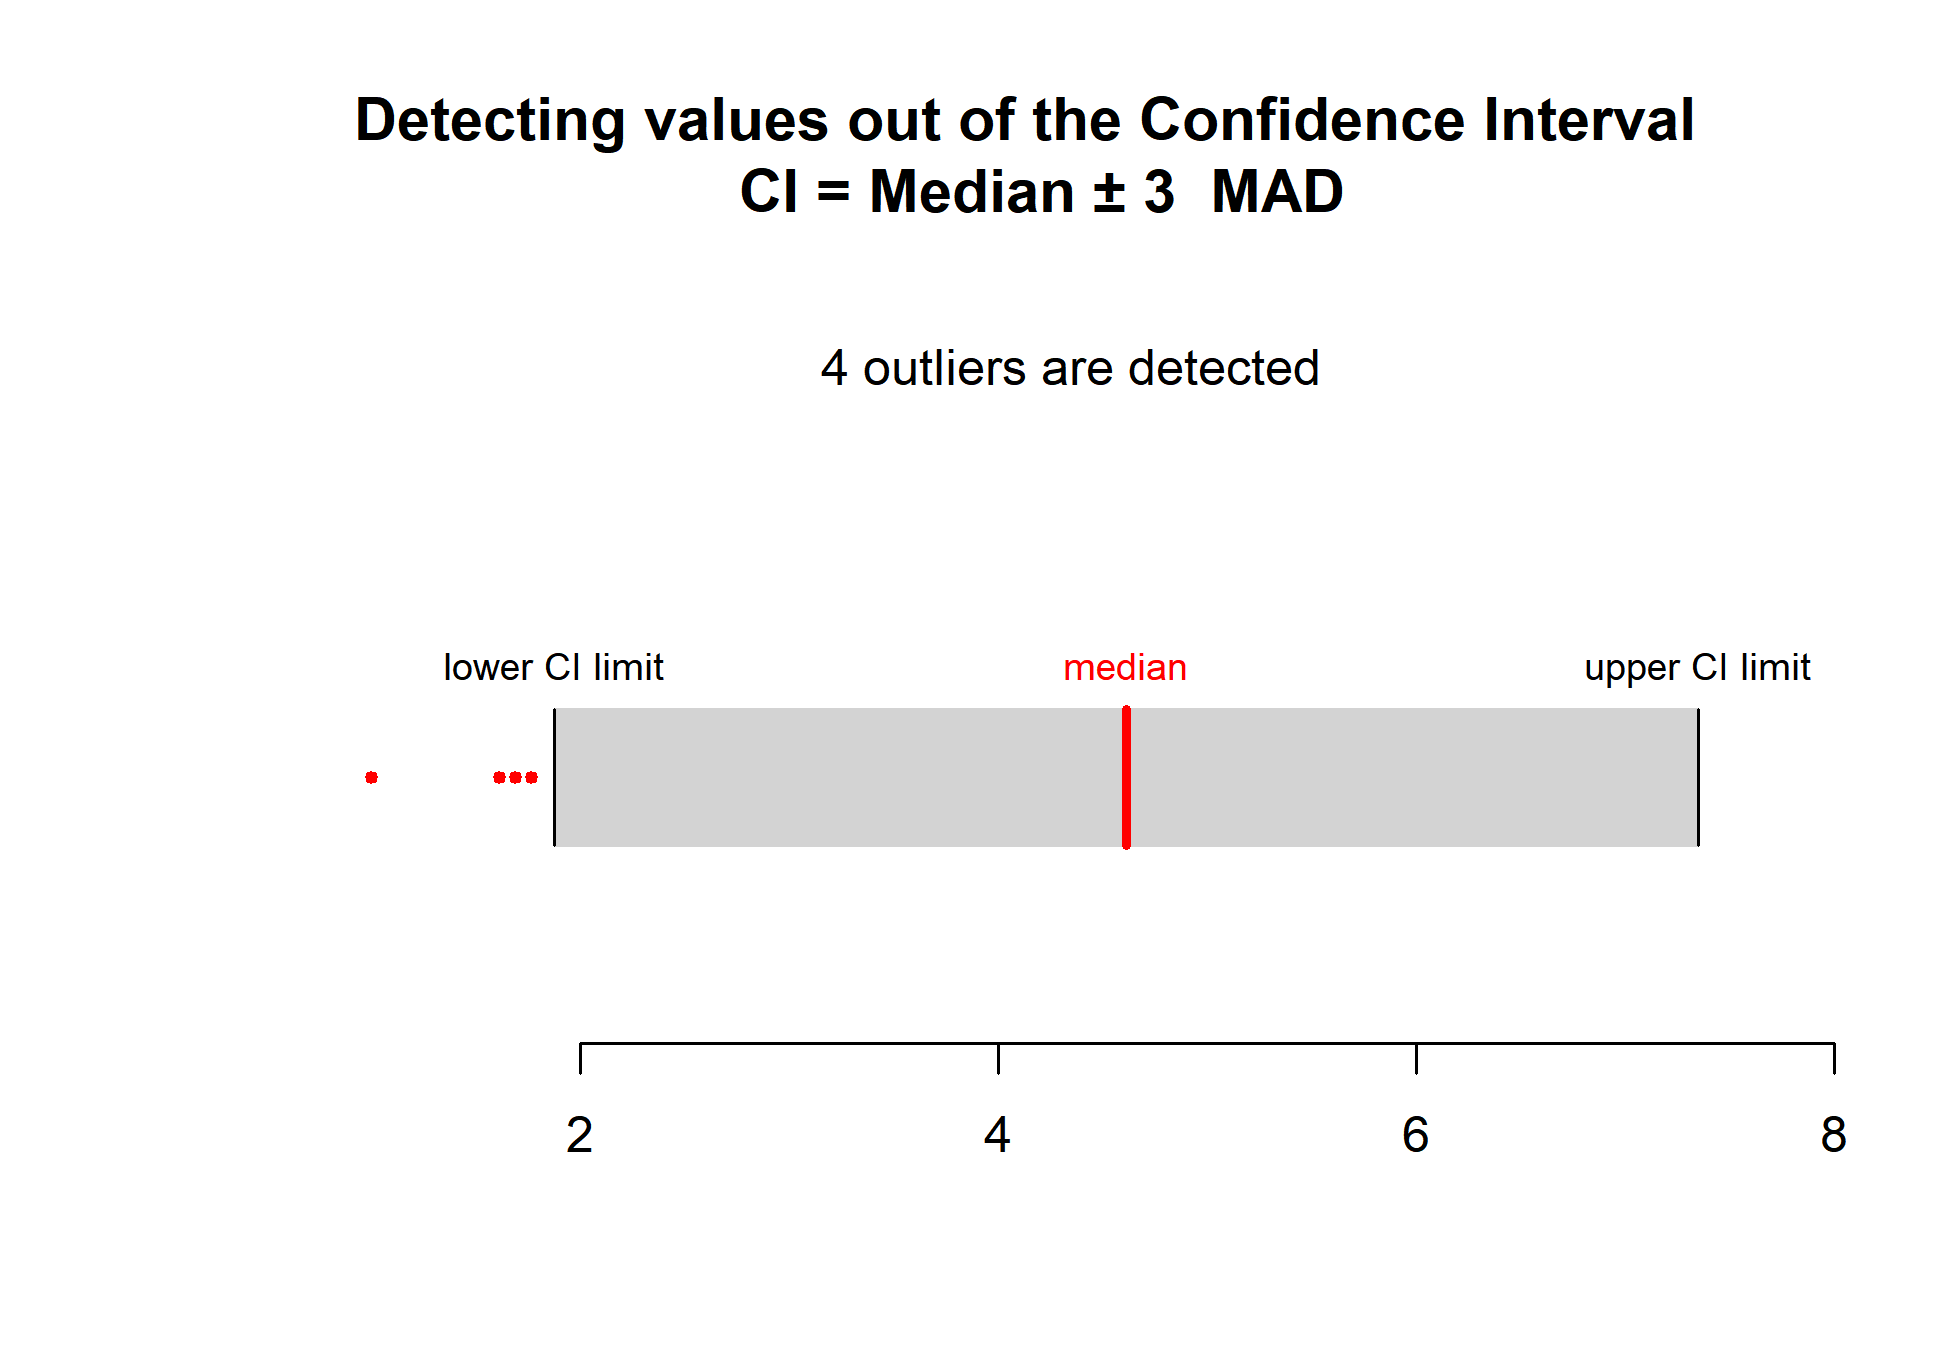 Detecting values out of the Confidence Interval
CI = Median ± 3  MAD
4 outliers are detected
lower CI limit
median
upper CI limit
2
4
6
8